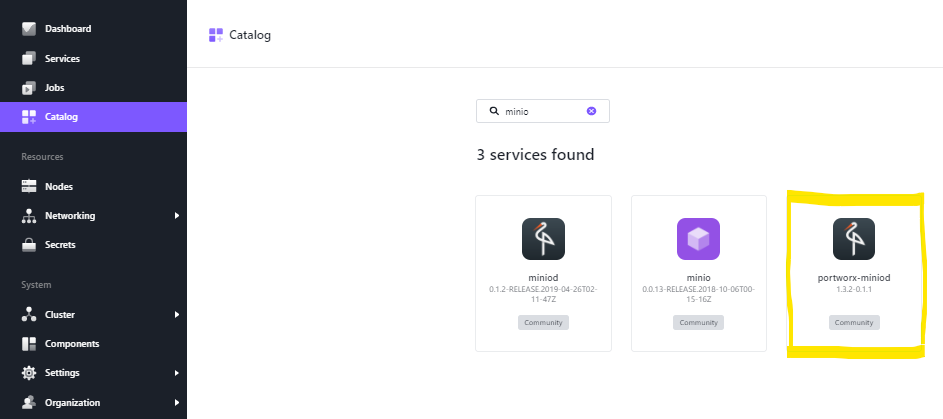 Dashboard
Services
Jobs
Catalog
Resources
Nodes
Networking
Secrets
System
Cluster
Components
Settings
Organization
Catalog
minio
3 services found
miniod
0.1.2-RELEASE.2019-04-26T02-
11-47Z
Community
minio
0.0.13-RELEASE.2018-10-06T00-
15-16Z
Community
portworx-miniod
1.3.2-0.1.1
Community